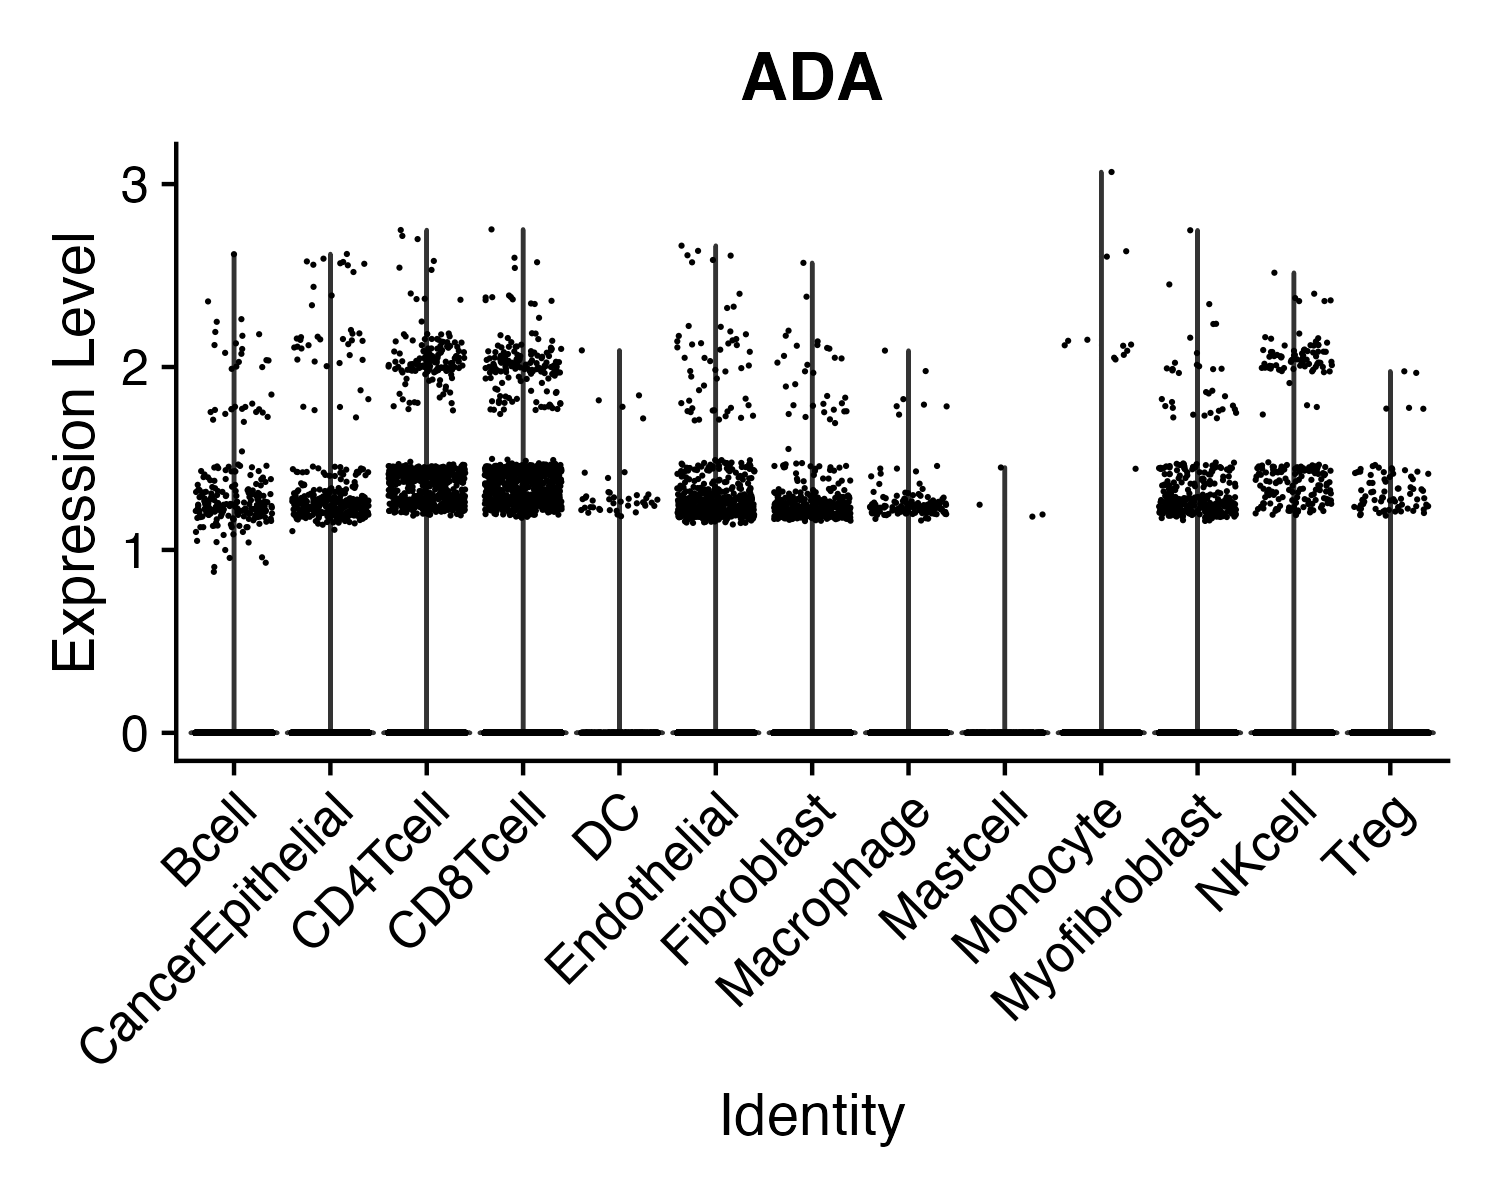 ADA
Expression Level
3
2
1
0
Bcell
CancerEpithelial
CD4Tcell
CD8Tcell
DC
Endothelial
Fibroblast
Macrophage
Mastcell
Monocyte
Myofibroblast
NKcell
Treg
Identity